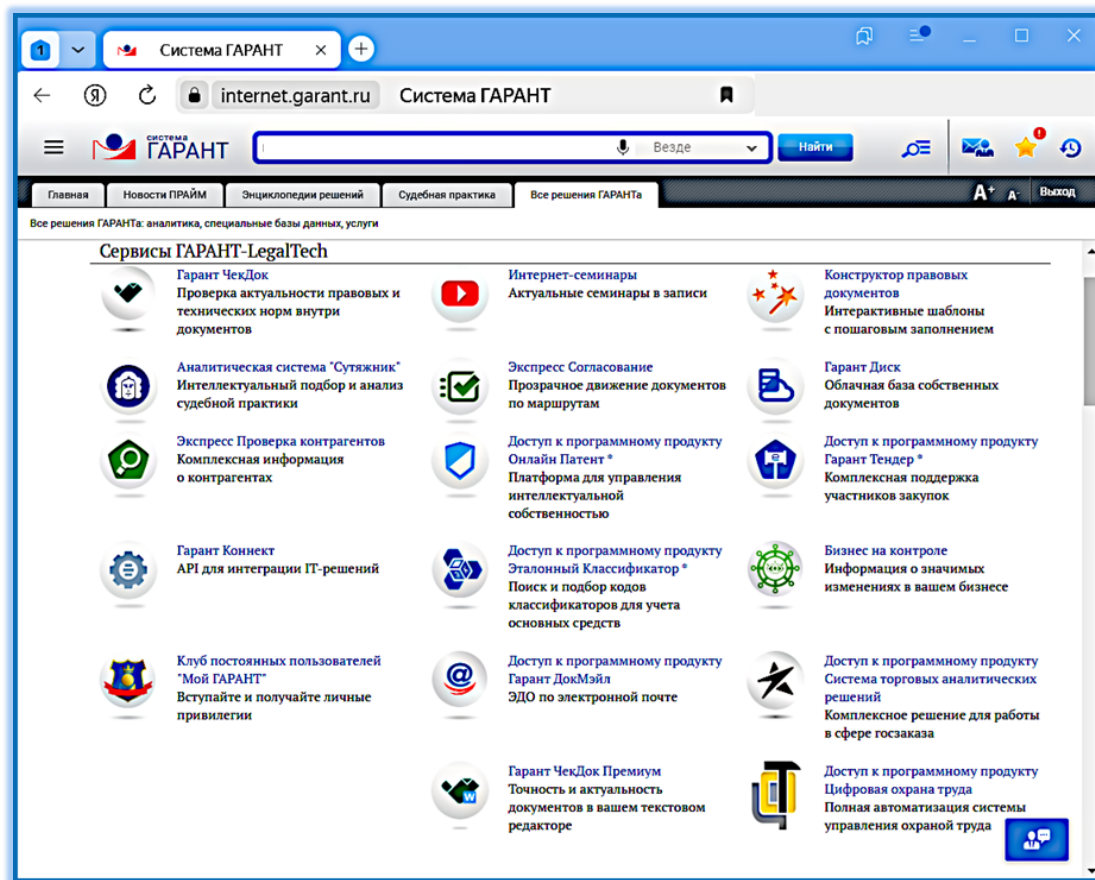 1
Система ГАРАНТ
internet.garant.ru Система ГАРАНТ
система
ГАРАНТ
Везде
Найти
Главная
Новости ПРАЙМ
Энциклопедии решений
Судебная практика
Все решения ГАРАНТа
A+ A-
Выход
Все решения ГАРАНТа: аналитика, специальные базы данных, услуги
Сервисы ГАРАНТ-LegalTech
Гарант ЧекДок
Проверка актуальности правовых и
технических норм внутри
документов
Интернет-семинары
Актуальные семинары в записи
Конструктор правовых
документов
Интерактивные шаблоны
с пошаговым заполнением
Аналитическая система "Сутяжник"
Интеллектуальный подбор и анализ
судебной практики
Экспресс Согласование
Прозрачное движение документов
по маршрутам
Гарант Диск
Облачная база собственных
документов
Экспресс Проверка контрагентов
Комплексная информация
о контрагентах
Доступ к программному продукту
Онлайн Патент *
Платформа для управления
интеллектуальной
собственностью
Доступ к программному продукту
Гарант Тендер *
Комплексная поддержка
участников закупок
Гарант Коннект
API для интеграции IT-решений
Доступ к программному продукту
Эталонный Классификатор *
Поиск и подбор кодов
классификаторов для учета
основных средств
Бизнес на контроле
Информация о значимых
изменениях в вашем бизнесе
Клуб постоянных пользователей
"Мой ГАРАНТ"
Вступайте и получайте личные
привилегии
Доступ к программному продукту
Гарант ДокМэйл
ЭДО по электронной почте
Доступ к программному продукту
Система торговых аналитических
решений
Комплексное решение для работы
в сфере госзаказа
Гарант ЧекДок Премиум
Точность и актуальность
документов в вашем текстовом
редакторе
Доступ к программному продукту
Цифровая охрана труда
Полная автоматизация системы
управления охраной труда